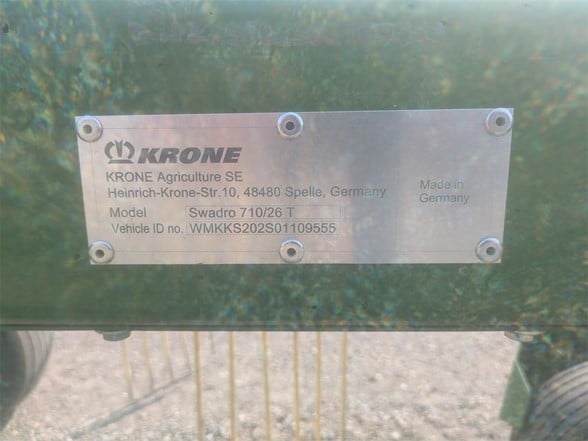 KRONE
KRONE Agriculture SE
Heinrich-Krone-Str.10, 48480 Spelle, Germany
Model Swadro 710/26 T
Vehicle ID no. WMKKS202S01109555
Made in
Germany